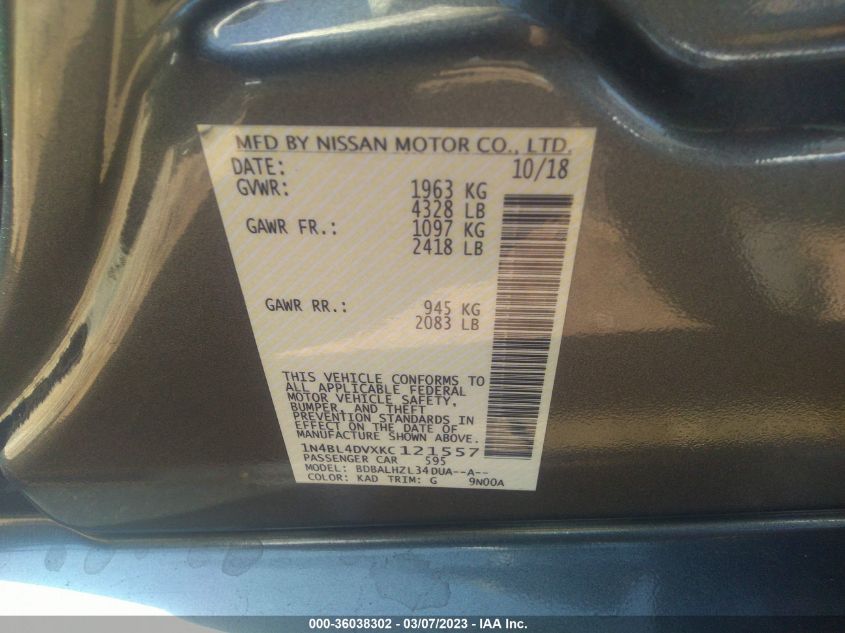 MFD BY NISSAN MOTOR CO., LTD.
DATE: 10/18
GVWR: 1963 KG
4328 LB
GAWR FR.: 1097 KG
2418 LB
GAWR RR.: 945 KG
2083 LB
THIS VEHICLE CONFORMS TO
ALL APPLICABLE FEDERAL
MOTOR VEHICLE SAFETY,
BUMPER, AND THEFT
PREVENTION STANDARDS IN
EFFECT ON THE DATE OF
MANUFACTURE SHOWN ABOVE.
1N4BL4DVXKC121557
PASSENGER CAR 595
MODEL: BDBALHZL34DUA--A--
COLOR: KAD TRIM: G 9N00A
000-36038302 — 03/07/2023 — IAA Inc.